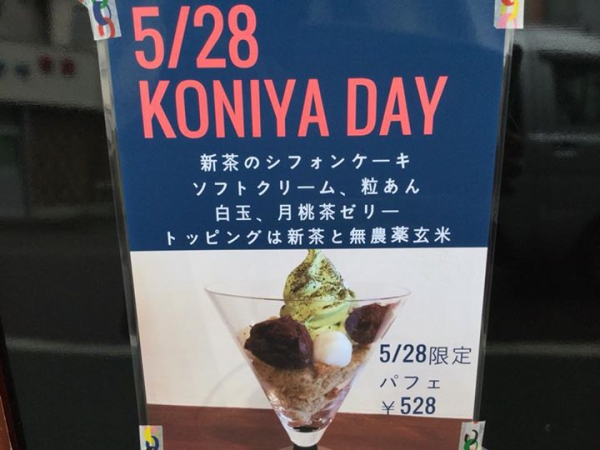 5/28
KONIYA DAY
新茶のシフォンケーキ
ソフトクリーム、粒あん
白玉、月桃茶ゼリー
トッピングは新茶と無農薬玄米
5/28限定
パフェ
¥528